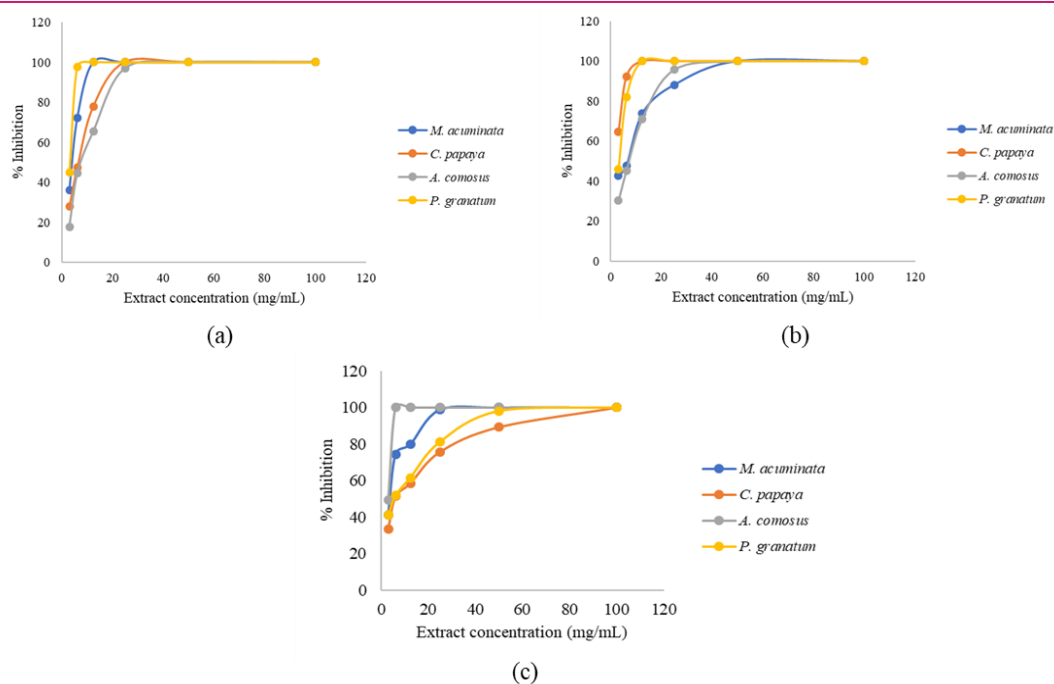 120
100
80
60
40
20
0
% Inhibition
0 20 40 60 80 100 120
Extract concentration (mg/mL)
M. acuminata
C. papaya
A. comosus
P. granatum
(a)
120
100
80
60
40
20
0
% Inhibition
0 20 40 60 80 100 120
Extract concentration (mg/mL)
M. acuminata
C. papaya
A. comosus
P. granatum
(b)
120
100
80
60
40
20
0
% Inhibition
0 20 40 60 80 100 120
Extract concentration (mg/mL)
M. acuminata
C. papaya
A. comosus
P. granatum
(c)